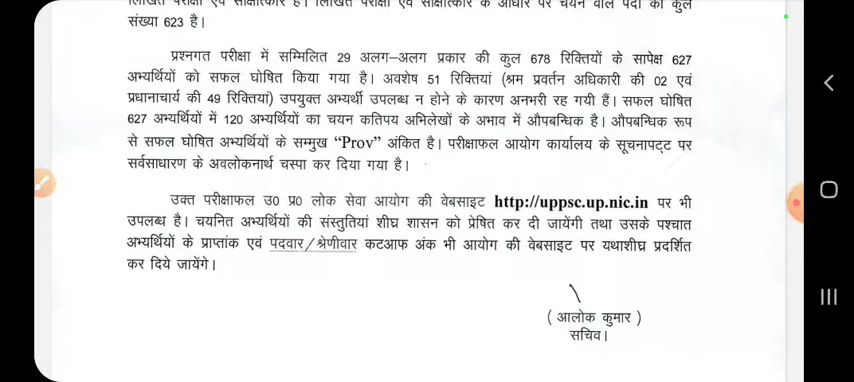 लिखित परीक्षा एवं साक्षात्कार है। लिखित परीक्षा एवं साक्षात्कार के आधार पर चयन वाले पदों की कुल
संख्या 623 है।
प्रश्नगत परीक्षा में सम्मिलित 29 अलग–अलग प्रकार की कुल 678 रिक्तियों के सापेक्ष 627
अभ्यर्थियों को सफल घोषित किया गया है। अवशेष 51 रिक्तियां (श्रम प्रवर्तन अधिकारी की 02 एवं
प्रधानाचार्य की 49 रिक्तियां) उपयुक्त अभ्यर्थी उपलब्ध न होने के कारण अनभरी रह गयी हैं। सफल घोषित
627 अभ्यर्थियों में 120 अभ्यर्थियों का चयन कतिपय अभिलेखों के अभाव में औपबन्धिक है। औपबन्धिक रूप
से सफल घोषित अभ्यर्थियों के सम्मुख “Prov” अंकित है। परीक्षाफल आयोग कार्यालय के सूचनापट्ट पर
सर्वसाधारण के अवलोकनार्थ चस्पा कर दिया गया है।
उक्त परीक्षाफल उ0 प्र0 लोक सेवा आयोग की वेबसाइट http://uppsc.up.nic.in पर भी
उपलब्ध है। चयनित अभ्यर्थियों की संस्तुतियां शीघ्र शासन को प्रेषित कर दी जायेंगी तथा उसके पश्चात
अभ्यर्थियों के प्राप्तांक एवं पदवार/श्रेणीवार कटआफ अंक भी आयोग की वेबसाइट पर यथाशीघ्र प्रदर्शित
कर दिये जायेंगे।
( आलोक कुमार )
सचिव।